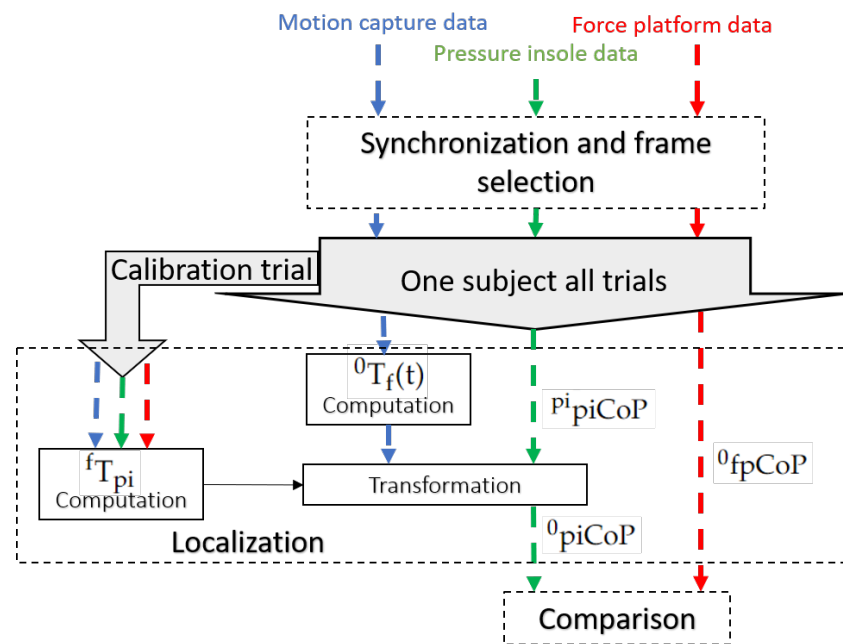 Motion capture data
Force platform data
Pressure insole data
Synchronization and frame
selection
Calibration trial
One subject all trials
⁰T_f(t)
Computation
ᵖⁱpiCoP
⁰fpCoP
ᶠT_pi
Computation
Transformation
⁰piCoP
Localization
Comparison